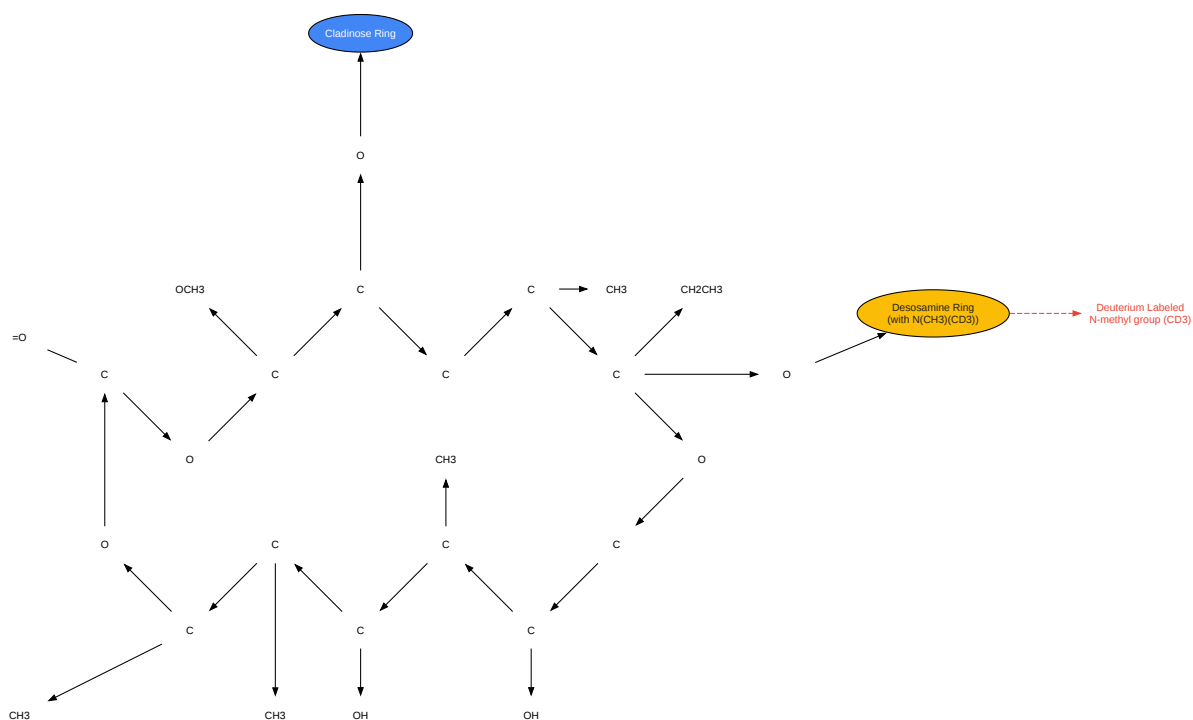 Cladinose Ring
O
OCH3
C
C
CH3
CH2CH3
Desosamine Ring
(with N(CH3)(CD3))
Deuterium Labeled
N-methyl group (CD3)
=O
C
C
C
C
O
O
CH3
O
O
C
C
C
C
C
C
CH3
CH3
OH
OH